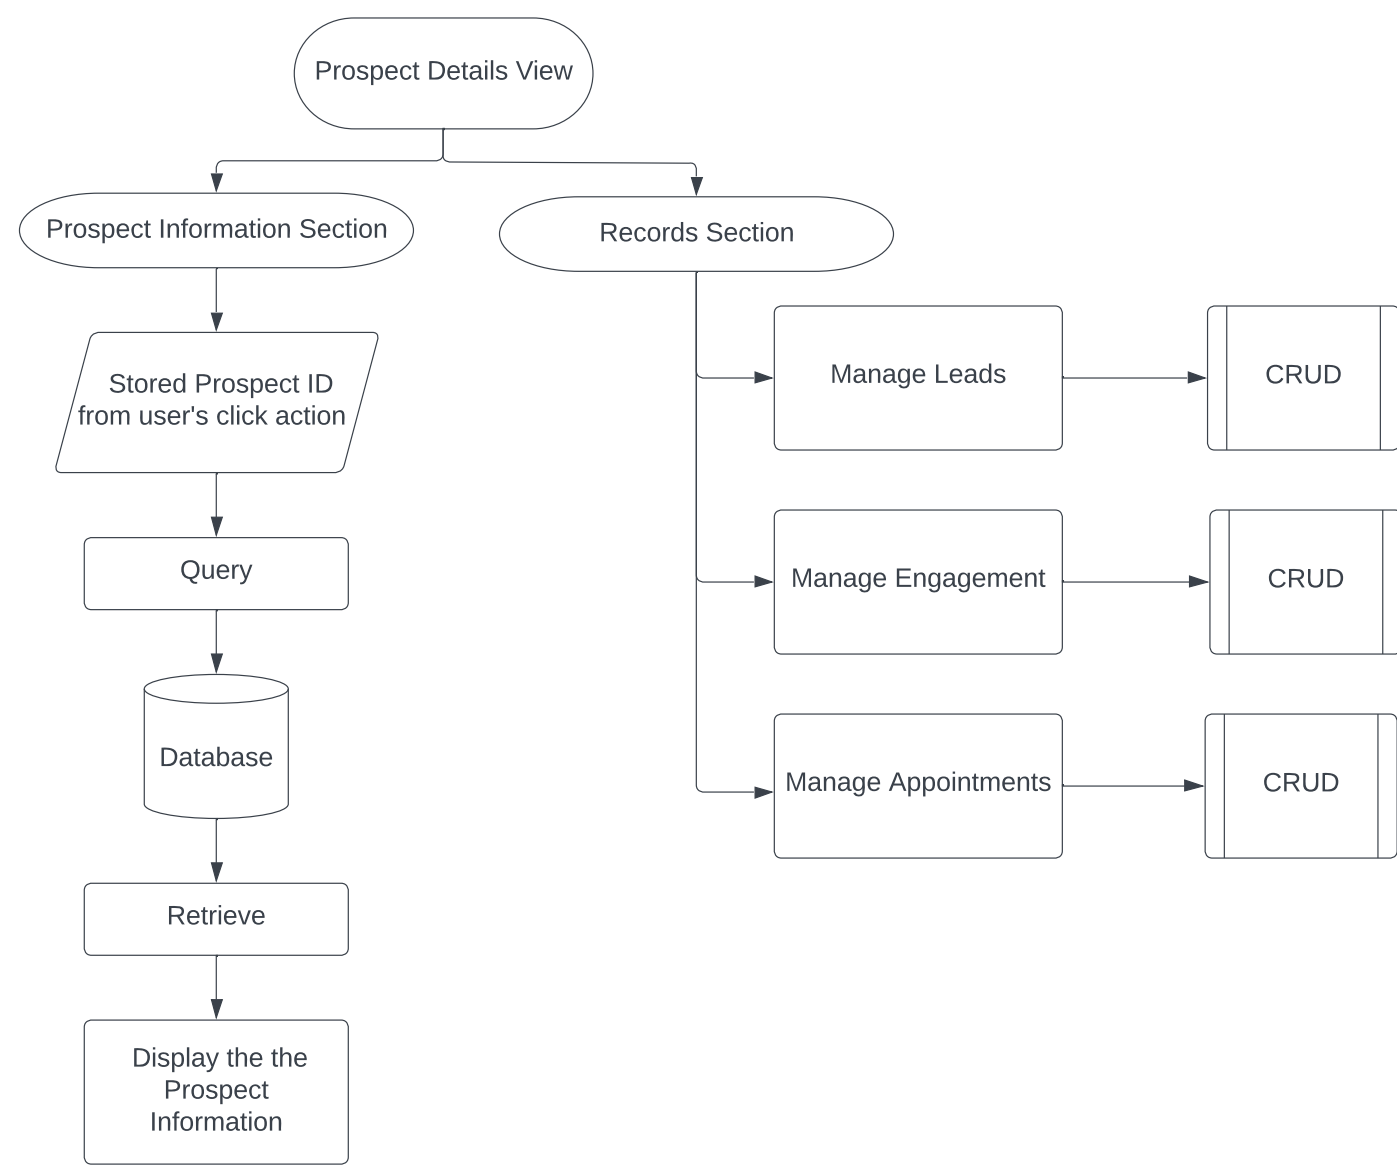 Prospect Details View
Prospect Information Section
Records Section
Stored Prospect ID
from user's click action
Query
Database
Retrieve
Display the the
Prospect
Information
Manage Leads
CRUD
Manage Engagement
CRUD
Manage Appointments
CRUD